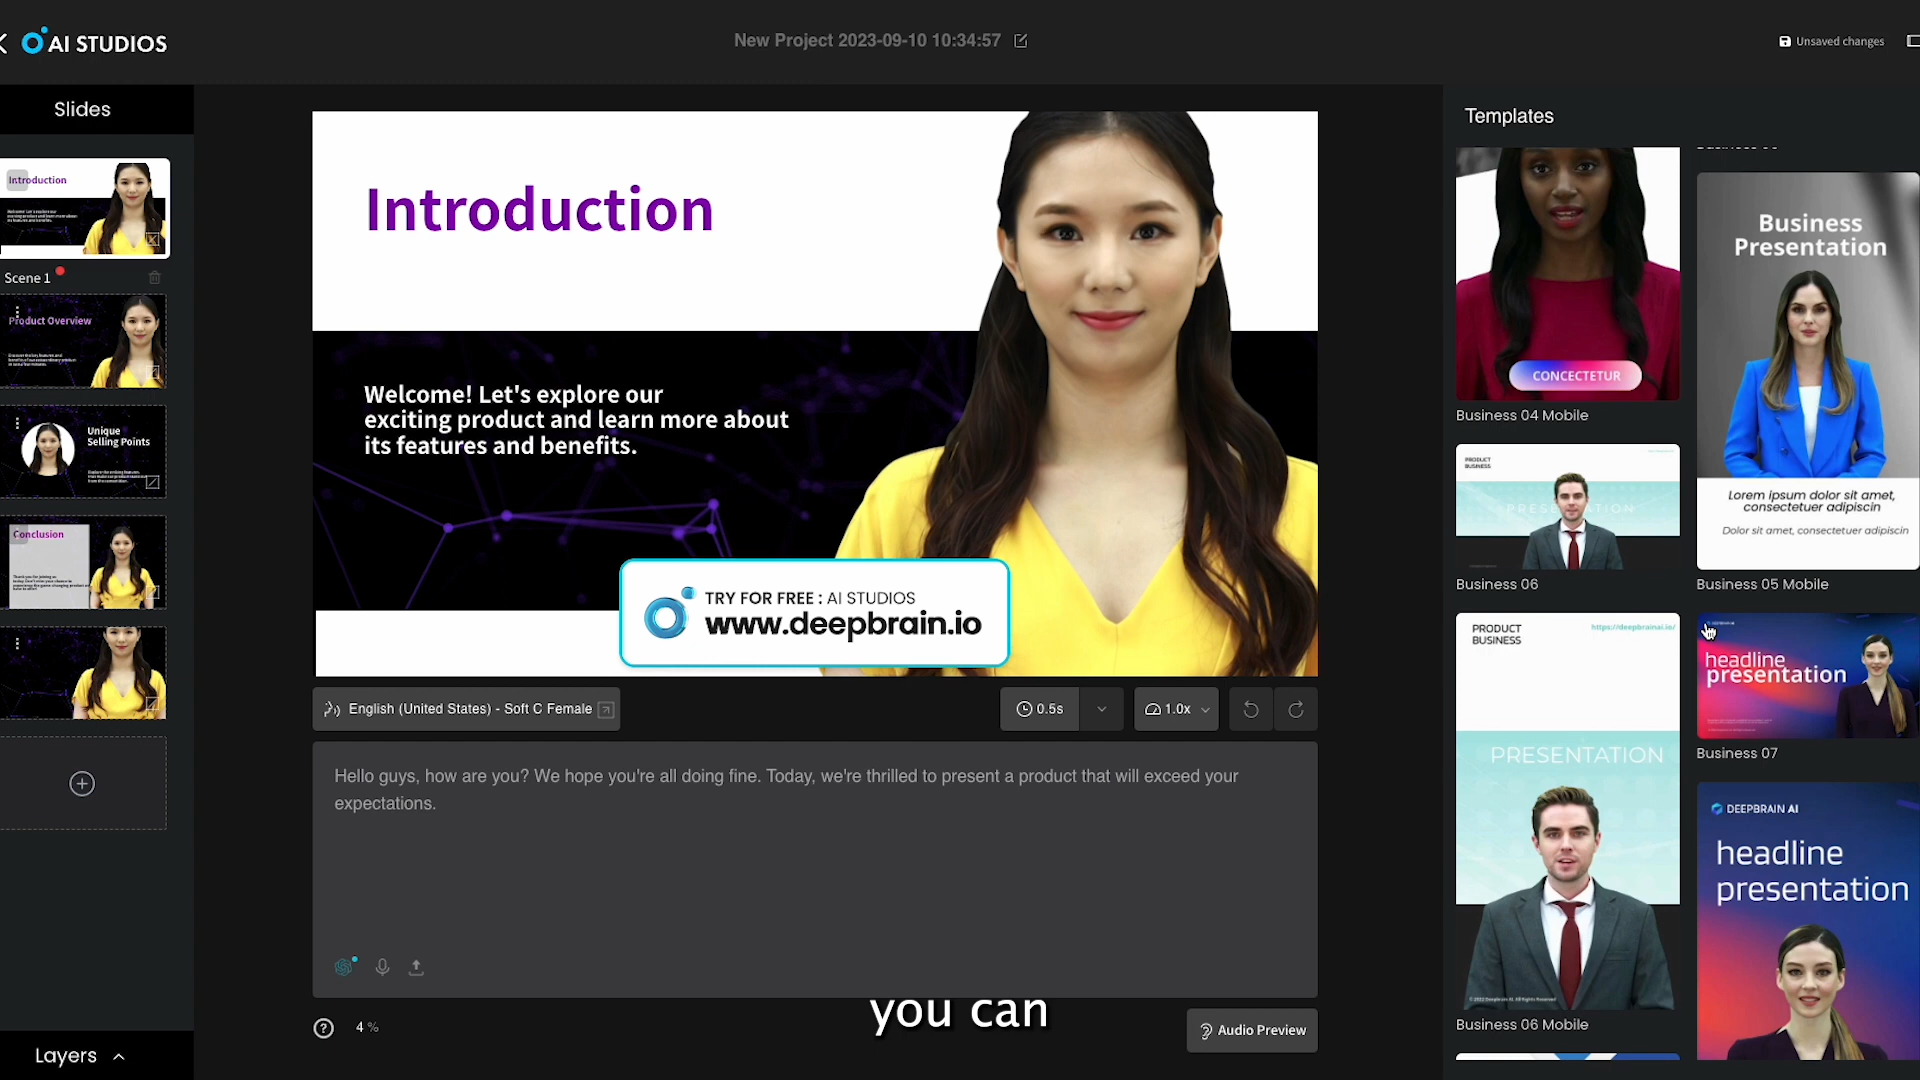 AI STUDIOS
New Project 2023-09-10 10:34:57
Unsaved changes
Slides
Introduction
Scene 1
Product Overview
Unique
Selling Points
Conclusion
Layers
Introduction
Welcome! Let's explore our
exciting product and learn more about
its features and benefits.
TRY FOR FREE : AI STUDIOS
www.deepbrain.io
English (United States) - Soft C Female
0.5s
1.0x
Hello guys, how are you? We hope you're all doing fine. Today, we're thrilled to present a product that will exceed your
expectations.
4 %
you can
Audio Preview
Templates
CONCECTETUR
Business 04 Mobile
PRODUCT
BUSINESS
PRESENTATION
Business 06
PRODUCT
BUSINESS
https://deepbrainai.io/
PRESENTATION
Business 06 Mobile
Business
Presentation
Lorem ipsum dolor sit amet,
consectetuer adipiscin
Dolor sit amet, consectetuer adipiscin
Business 05 Mobile
headline
presentation
Business 07
DEEPBRAIN AI
headline
presentation